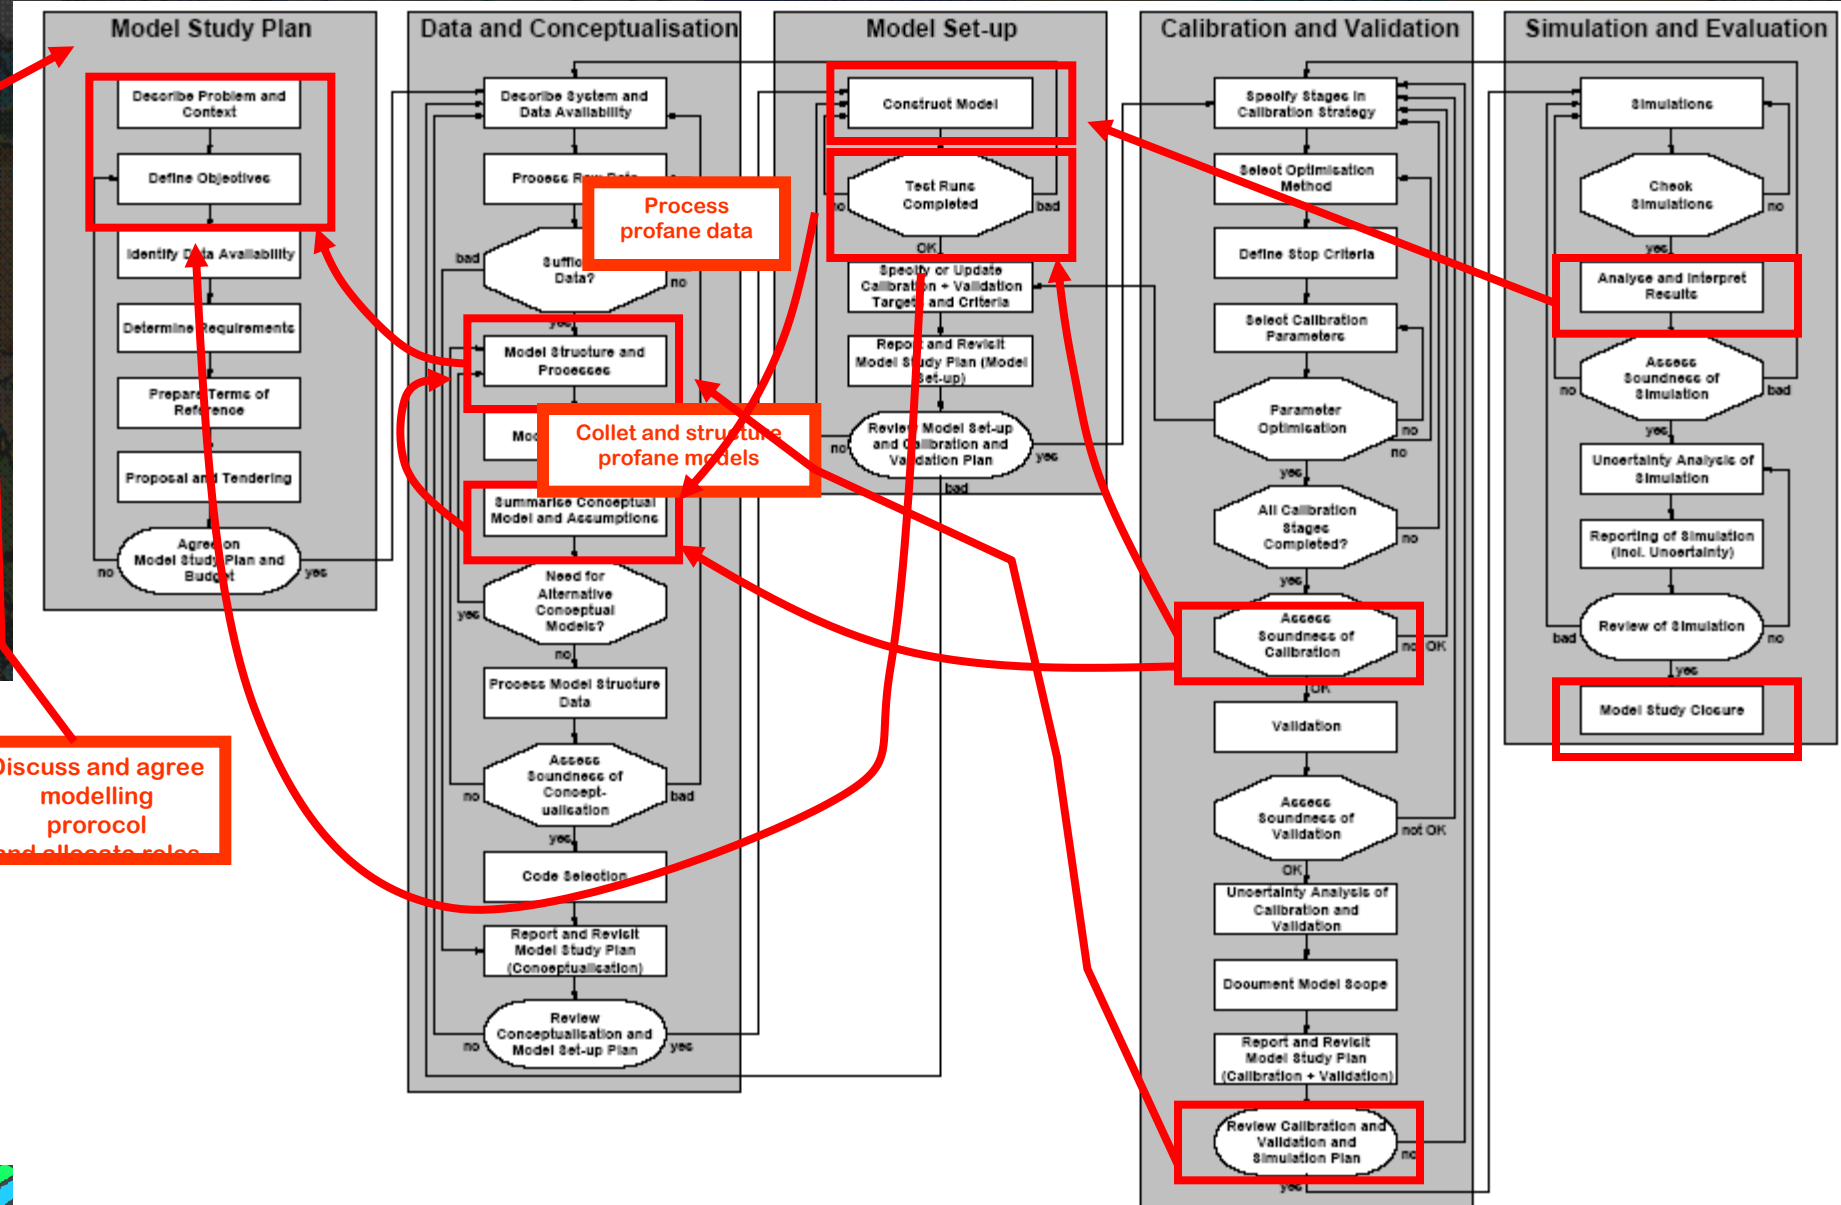 Model Study Plan
Describe Problem and
Context
Define Objectives
Identify Data Availability
Determine Requirements
Prepare Terms of
Reference
Proposal and Tendering
Agree on
Model Study Plan and
Budget
no
yes
Discuss and agree
modelling
prorocol
and allocate roles
Data and Conceptualisation
Describe System and
Data Availability
Process Raw Data
Process
profane data
bad
Data?
no
yes
Model Structure and
Processes
Collet and structure
profane models
Summarise Conceptual
Model and Assumptions
Need for
Alternative
Conceptual
Models?
yes
no
Process Model Structure
Data
Assess
Soundness of
Concept-
ualisation
no
bad
yes
Code Selection
Report and Revisit
Model Study Plan
(Conceptualisation)
Review
Conceptualisation and
Model Set-up Plan
no
yes
Model Set-up
Construct Model
Test Runs
Completed
no
bad
OK
Specify or Update
Calibration + Validation
Targets and Criteria
Report and Revisit
Model Study Plan (Model
Set-up)
Review Model Set-up
and Calibration and
Validation Plan
no
yes
bad
Calibration and Validation
Specify Stages in
Calibration Strategy
Select Optimisation
Method
Define Stop Criteria
Select Calibration
Parameters
Parameter
Optimisation
no
no
yes
All Calibration
Stages
Completed?
no
yes
Assess
Soundness of
Calibration
not OK
OK
Validation
Assess
Soundness of
Validation
not OK
OK
Uncertainty Analysis of
Calibration and
Validation
Document Model Scope
Report and Revisit
Model Study Plan
(Calibration + Validation)
Review Calibration and
Validation and
Simulation Plan
no
yes
Simulation and Evaluation
Simulations
Check
Simulations
no
yes
Analyse and Interpret
Results
Assess
Soundness of
Simulation
no
bad
yes
Uncertainty Analysis of
Simulation
Reporting of Simulation
(incl. Uncertainty)
Review of Simulation
bad
no
yes
Model Study Closure